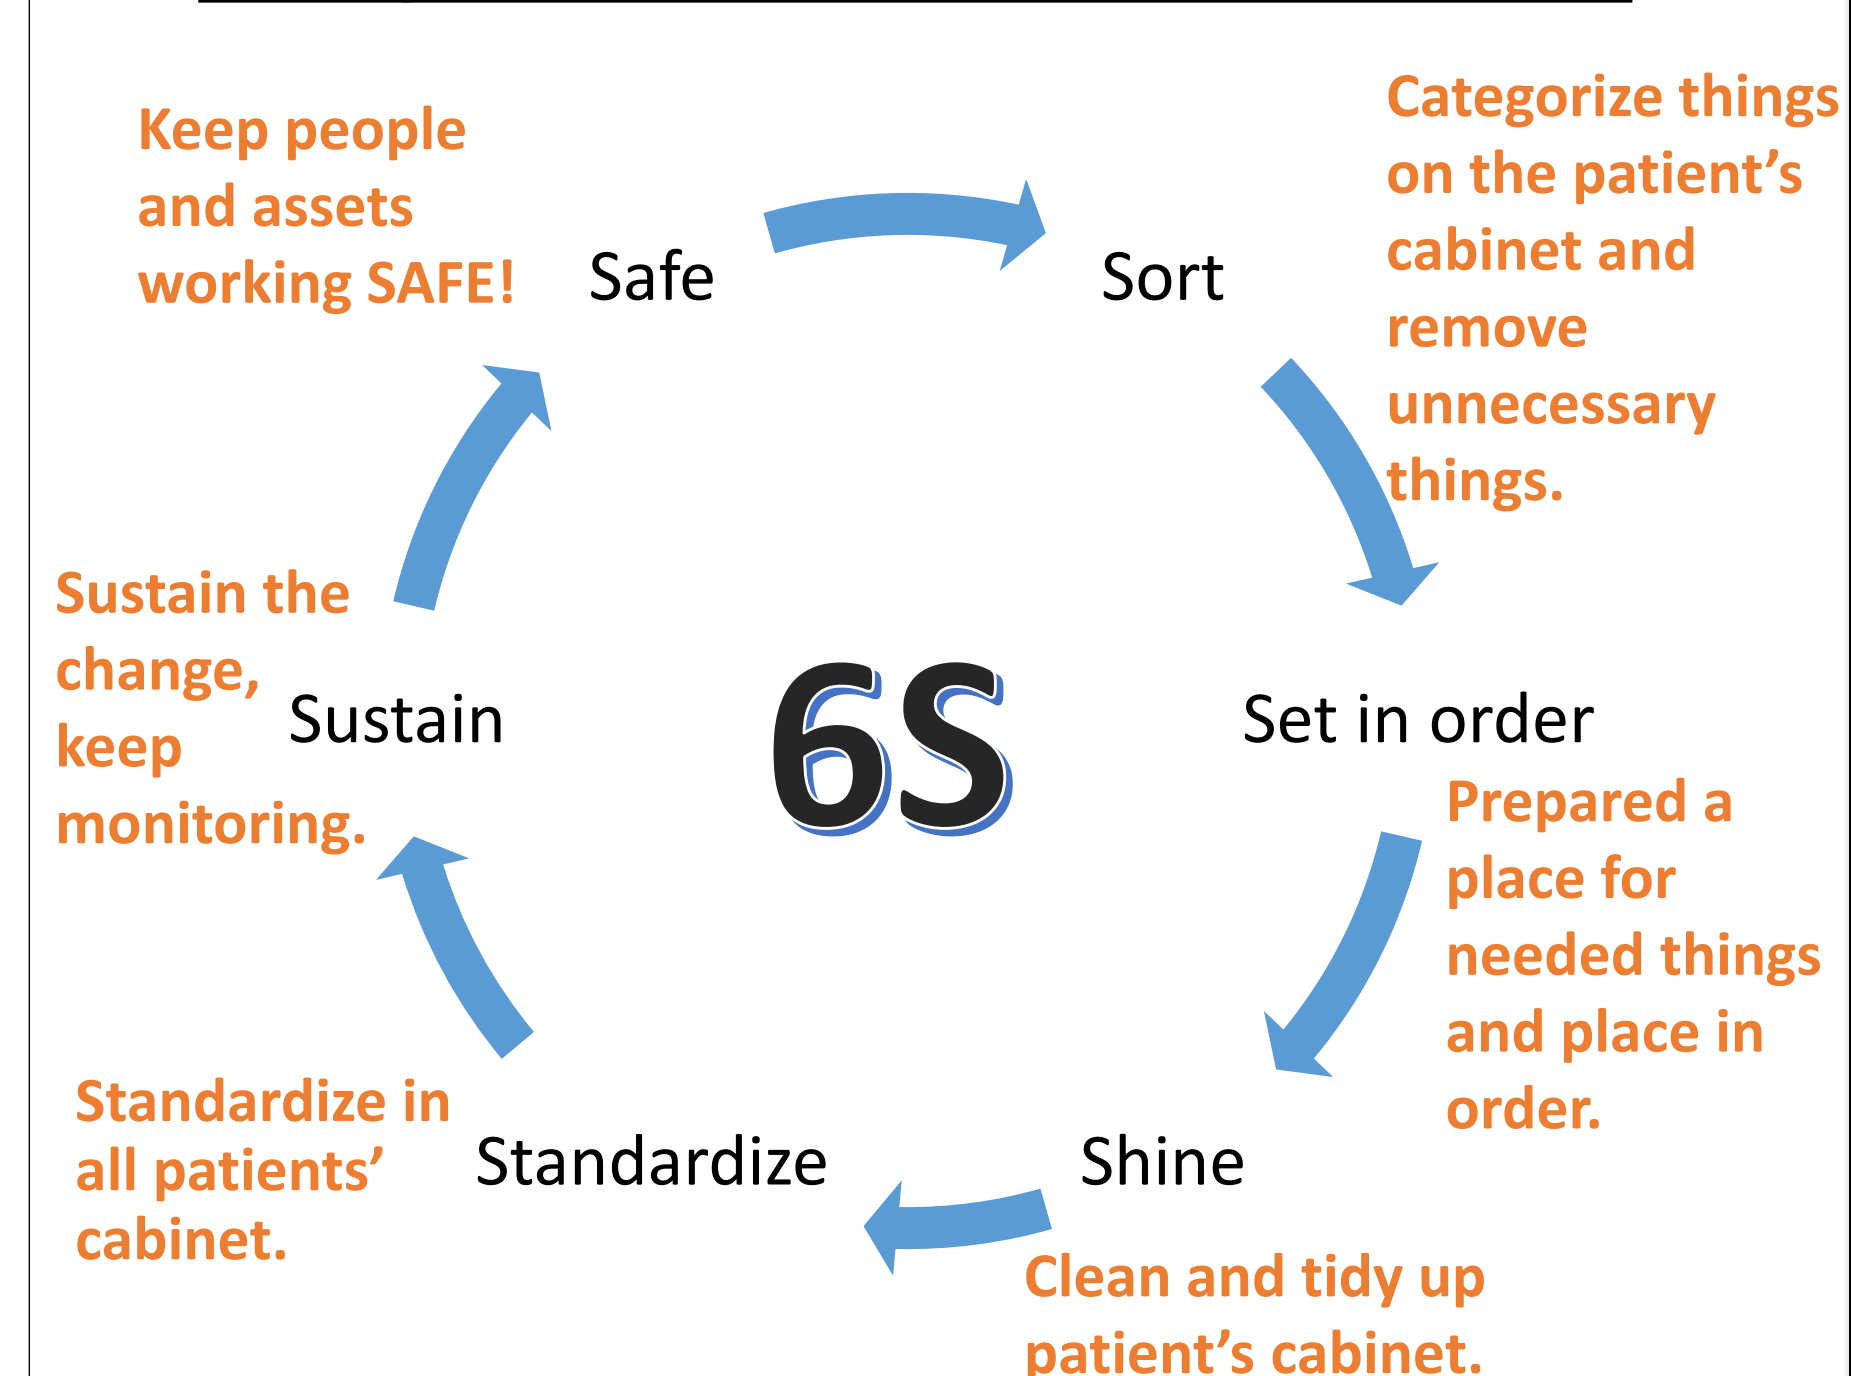 Keep people
and assets
working SAFE!
Safe
Sort
Categorize things
on the patient’s
cabinet and
remove
unnecessary
things.
Sustain the
change,
keep
monitoring.
Sustain
6S
Set in order
Prepared a
place for
needed things
and place in
order.
Standardize in
all patients’
cabinet.
Standardize
Shine
Clean and tidy up
patient’s cabinet.